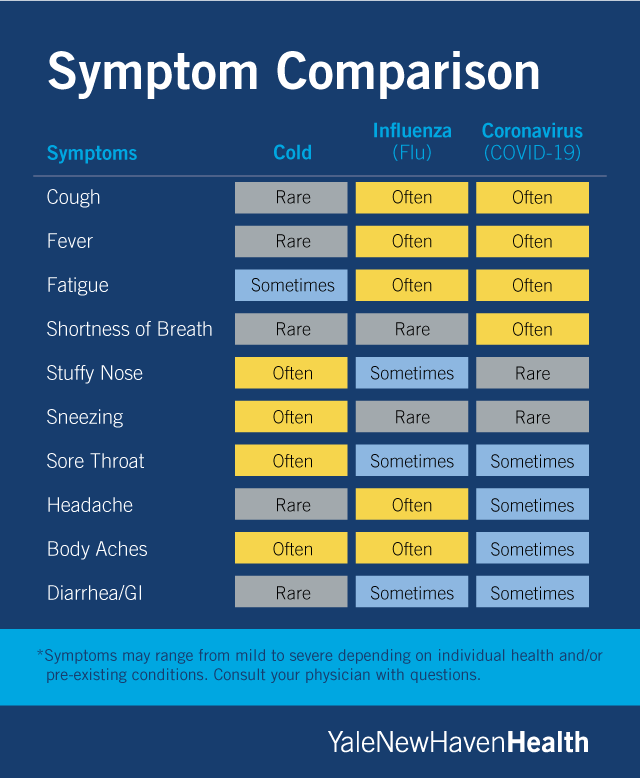 Symptom Comparison
Symptoms Cold Influenza (Flu) Coronavirus (COVID-19)
Cough Rare Often Often
Fever Rare Often Often
Fatigue Sometimes Often Often
Shortness of Breath Rare Rare Often
Stuffy Nose Often Sometimes Rare
Sneezing Often Rare Rare
Sore Throat Often Sometimes Sometimes
Headache Rare Often Sometimes
Body Aches Often Often Sometimes
Diarrhea/GI Rare Sometimes Sometimes
*Symptoms may range from mild to severe depending on individual health and/or
pre-existing conditions. Consult your physician with questions.
YaleNewHavenHealth